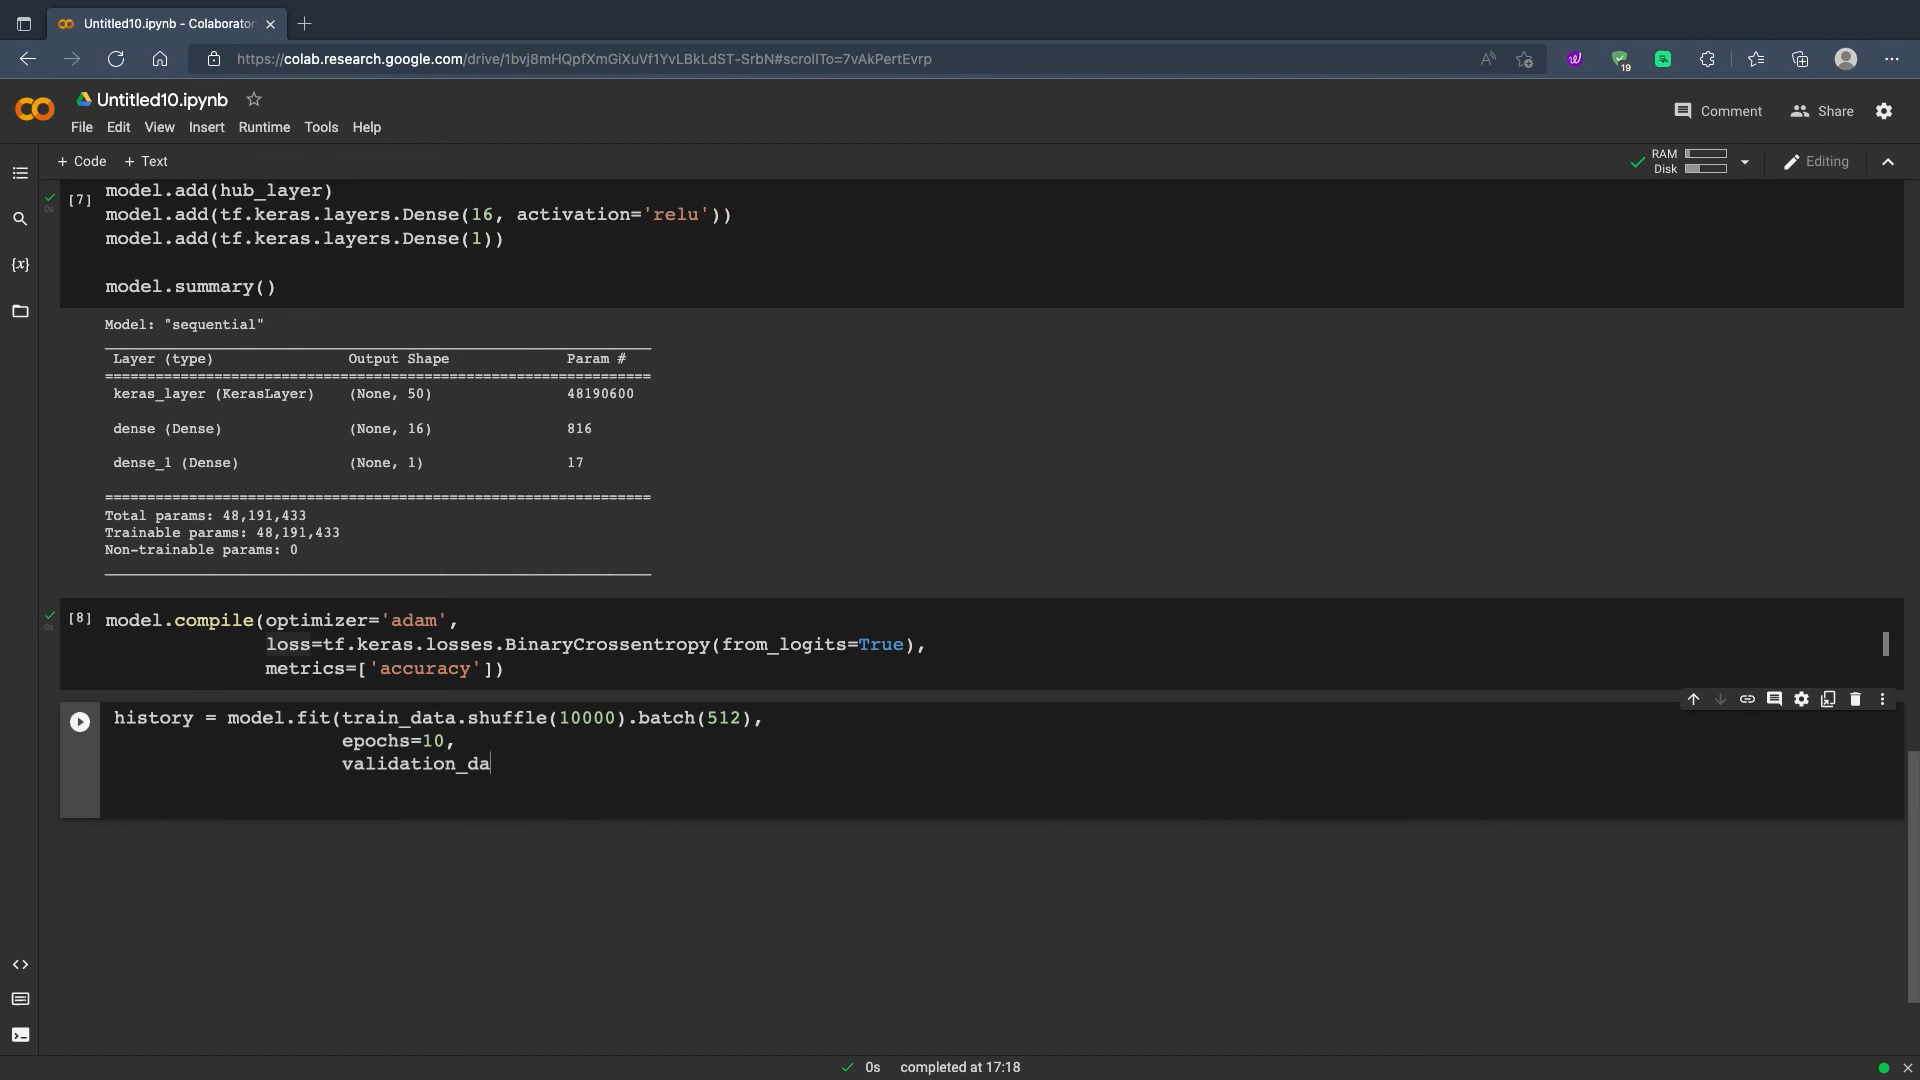 Untitled10.ipynb - Colaborator
https://colab.research.google.com/drive/1bvj8mHQpfXmGiXuVf1YvLBkLdST-SrbN#scrollTo=7vAkPertEvrp
19
Untitled10.ipynb
File Edit View Insert Runtime Tools Help
Comment Share
+ Code + Text
RAM
Disk
Editing
[7]
0s
model.add(hub_layer)
model.add(tf.keras.layers.Dense(16, activation='relu'))
model.add(tf.keras.layers.Dense(1))
model.summary()
Model: "sequential"
Layer (type) Output Shape Param #
keras_layer (KerasLayer) (None, 50) 48190600
dense (Dense) (None, 16) 816
dense_1 (Dense) (None, 1) 17
Total params: 48,191,433
Trainable params: 48,191,433
Non-trainable params: 0
[8]
0s
model.compile(optimizer='adam',
loss=tf.keras.losses.BinaryCrossentropy(from_logits=True),
metrics=['accuracy'])
history = model.fit(train_data.shuffle(10000).batch(512),
epochs=10,
validation_da
0s completed at 17:18